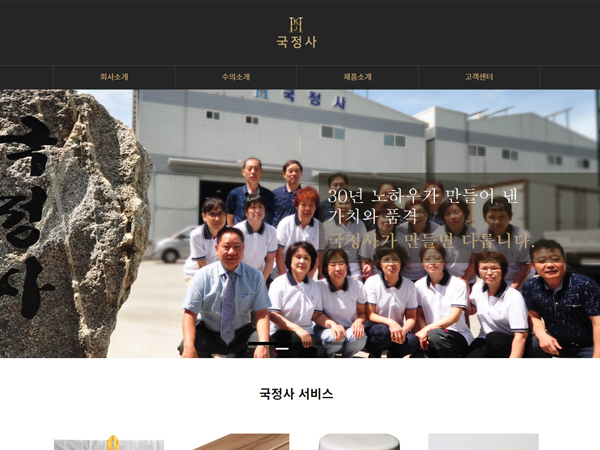 국정사
회사소개
수의소개
제품소개
고객센터
국정사
국정사
30년 노하우가 만들어 낸
가치와 품격
국정사가 만들면 다릅니다.
국정사 서비스